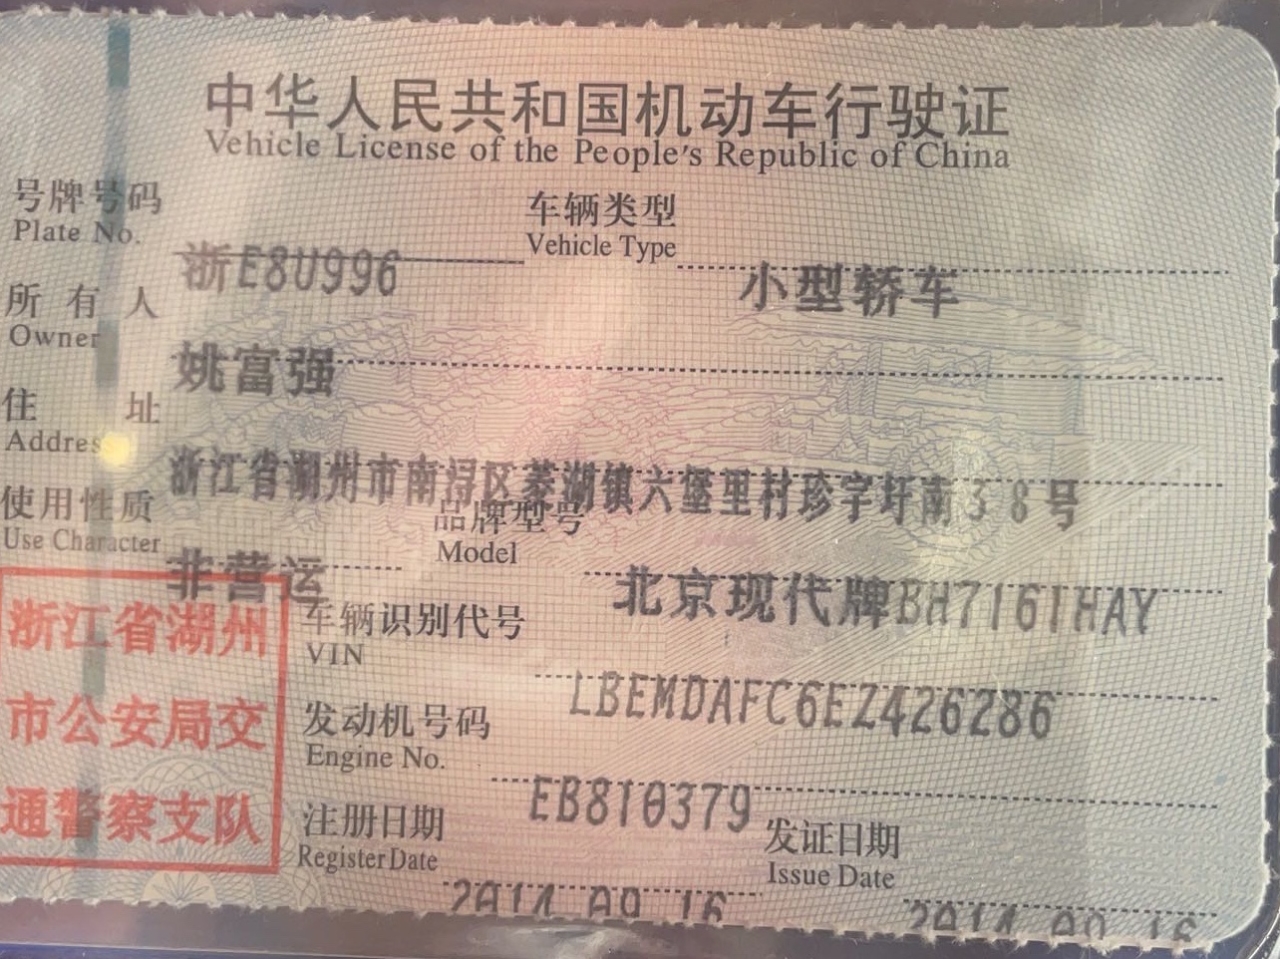 中华人民共和国机动车行驶证
Vehicle License of the People's Republic of China
号牌号码
Plate No.
浙E8U996
车辆类型
Vehicle Type
小型轿车
所有人
Owner
姚富强
住址
Address
浙江省湖州市南浔区菱湖镇六堡里村珍字圩南38号
使用性质
Use Character
非营运
品牌型号
Model
北京现代牌BH7161HAY
浙江省湖州
市公安局交
通警察支队
车辆识别代号
VIN
LBEMDAFC6EZ426286
发动机号码
Engine No.
EB810379
注册日期
Register Date
2014 09 16
发证日期
Issue Date
2014 09 16